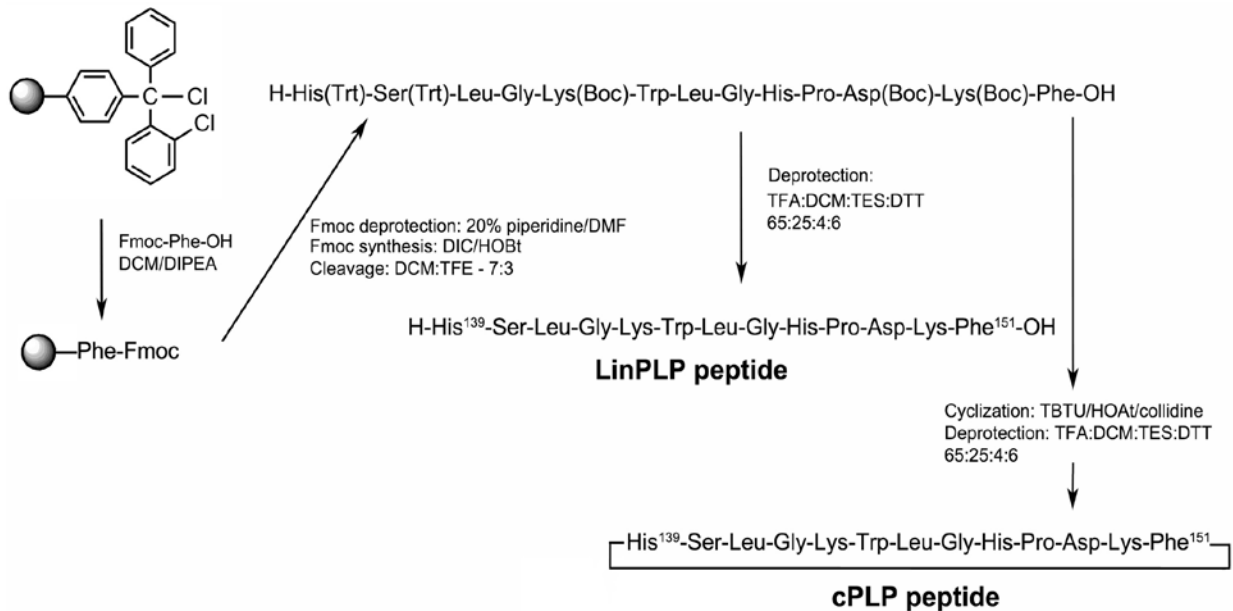 C
Cl
Cl
H-His(Trt)-Ser(Trt)-Leu-Gly-Lys(Boc)-Trp-Leu-Gly-His-Pro-Asp(Boc)-Lys(Boc)-Phe-OH
Fmoc-Phe-OH
DCM/DIPEA
Fmoc deprotection: 20% piperidine/DMF
Fmoc synthesis: DIC/HOBt
Cleavage: DCM:TFE - 7:3
Deprotection:
TFA:DCM:TES:DTT
65:25:4:6
Phe-Fmoc
H-His¹³⁹-Ser-Leu-Gly-Lys-Trp-Leu-Gly-His-Pro-Asp-Lys-Phe¹⁵¹-OH
LinPLP peptide
Cyclization: TBTU/HOAt/collidine
Deprotection: TFA:DCM:TES:DTT
65:25:4:6
His¹³⁹-Ser-Leu-Gly-Lys-Trp-Leu-Gly-His-Pro-Asp-Lys-Phe¹⁵¹
cPLP peptide